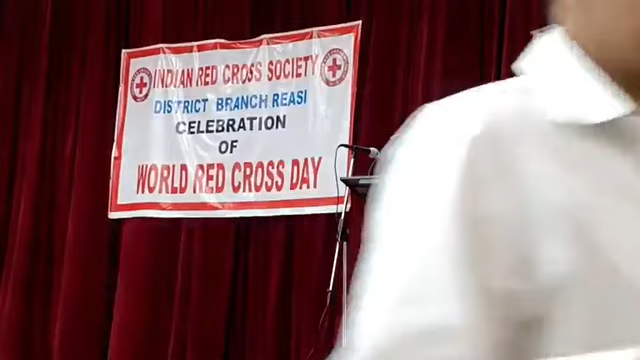 INDIAN RED CROSS SOCIETY
DISTRICT BRANCH REASI
CELEBRATION
OF
WORLD RED CROSS DAY